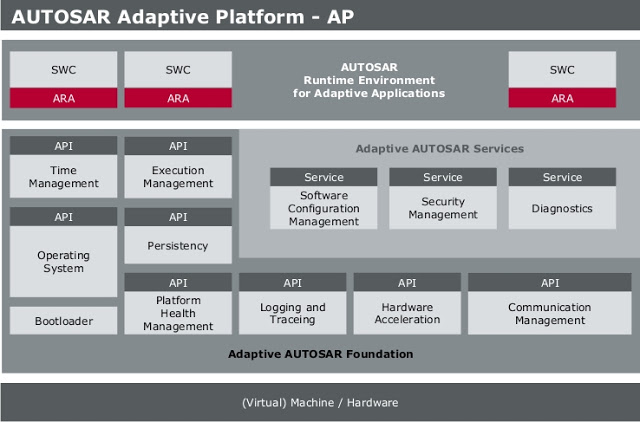 AUTOSAR Adaptive Platform - AP
SWC
ARA
SWC
ARA
AUTOSAR
Runtime Environment
for Adaptive Applications
SWC
ARA
API
Time
Management
API
Execution
Management
Adaptive AUTOSAR Services
Service
Software
Configuration
Management
Service
Security
Management
Service
Diagnostics
API
Operating
System
API
Persistency
Bootloader
API
Platform
Health
Management
API
Logging and
Traceing
API
Hardware
Acceleration
API
Communication
Management
Adaptive AUTOSAR Foundation
(Virtual) Machine / Hardware